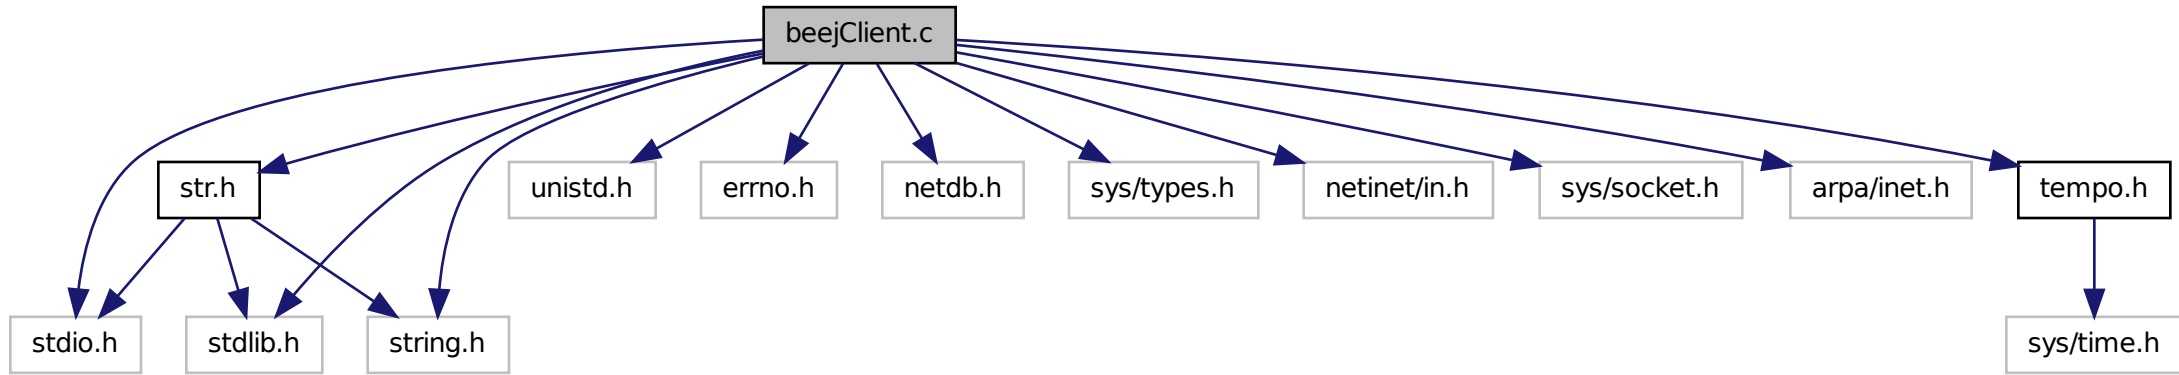 beejClient.c
str.h
unistd.h
errno.h
netdb.h
sys/types.h
netinet/in.h
sys/socket.h
arpa/inet.h
tempo.h
stdio.h
stdlib.h
string.h
sys/time.h